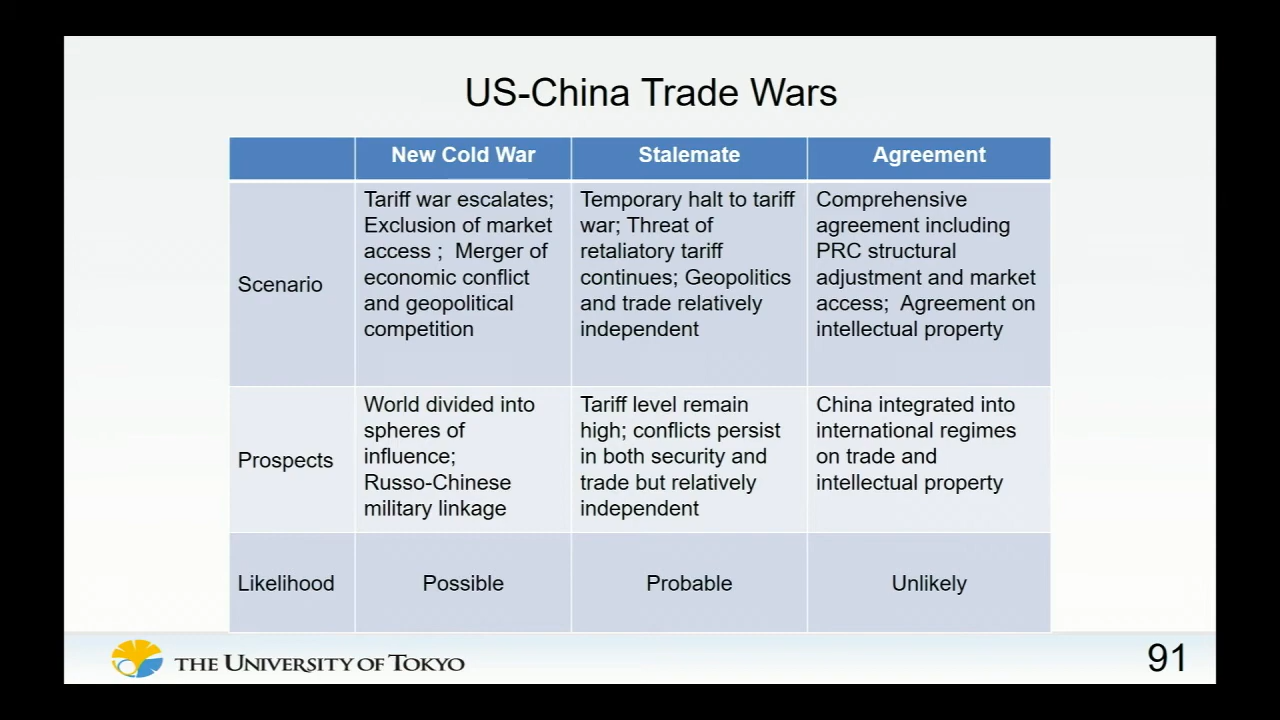 US-China Trade Wars
New Cold War
Stalemate
Agreement
Scenario
Tariff war escalates;
Exclusion of market
access ;  Merger of
economic conflict
and geopolitical
competition
Temporary halt to tariff
war; Threat of
retaliatory tariff
continues; Geopolitics
and trade relatively
independent
Comprehensive
agreement including
PRC structural
adjustment and market
access;  Agreement on
intellectual property
Prospects
World divided into
spheres of
influence;
Russo-Chinese
military linkage
Tariff level remain
high; conflicts persist
in both security and
trade but relatively
independent
China integrated into
international regimes
on trade and
intellectual property
Likelihood
Possible
Probable
Unlikely
THE UNIVERSITY OF TOKYO
91